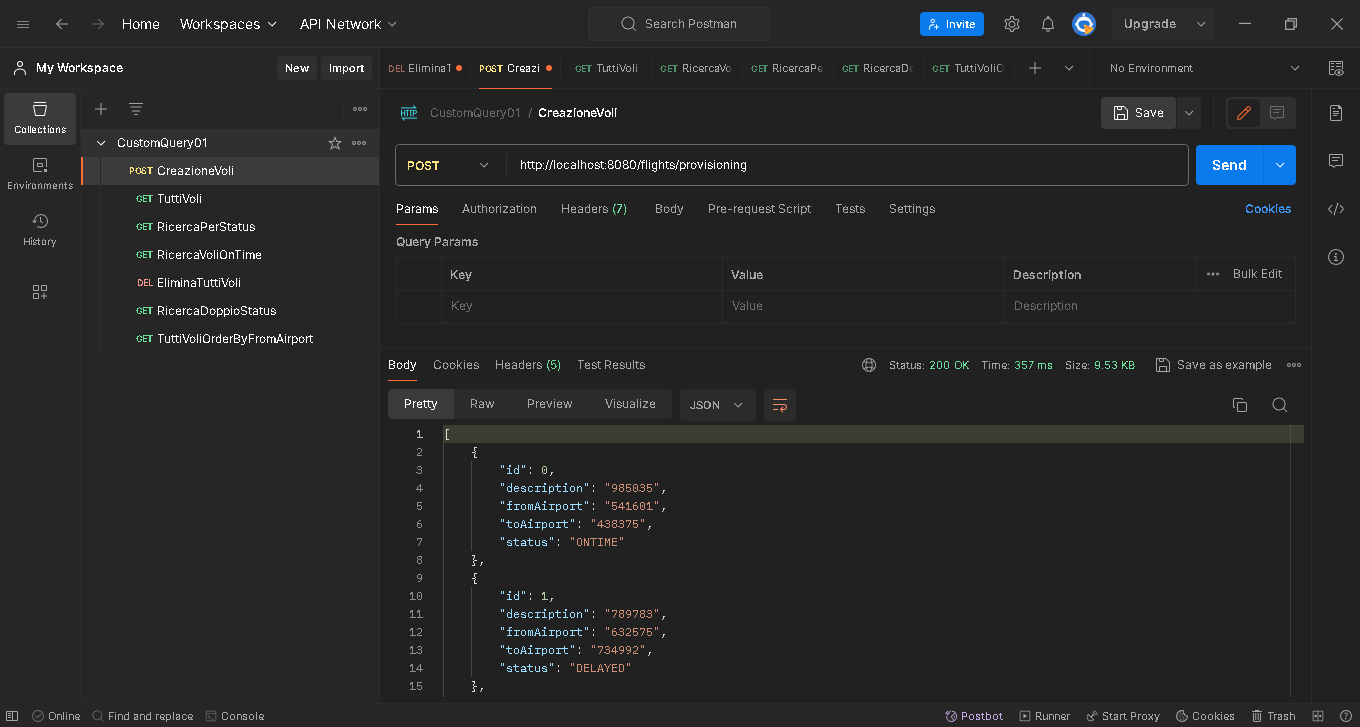 Home Workspaces API Network Search Postman Invite Upgrade
My Workspace New Import DEL Elimina POST Creazi GET TuttiVoli GET RicercaVo GET RicercaPe GET RicercaDo GET TuttiVoliO No Environment
Collections
Environments
History
CustomQuery01
POST CreazioneVoli
GET TuttiVoli
GET RicercaPerStatus
GET RicercaVoliOnTime
DEL EliminaTuttiVoli
GET RicercaDoppioStatus
GET TuttiVoliOrderByFromAirport
HTTP CustomQuery01 / CreazioneVoli Save
POST http://localhost:8080/flights/provisioning Send
Params Authorization Headers (7) Body Pre-request Script Tests Settings Cookies
Query Params
Key Value Description Bulk Edit
Key Value Description
Body Cookies Headers (5) Test Results Status: 200 OK Time: 357 ms Size: 9.53 KB Save as example
Pretty Raw Preview Visualize JSON
1 [
2 {
3 "id": 0,
4 "description": "985035",
5 "fromAirport": "541601",
6 "toAirport": "438375",
7 "status": "ONTIME"
8 },
9 {
10 "id": 1,
11 "description": "789783",
12 "fromAirport": "632575",
13 "toAirport": "734992",
14 "status": "DELAYED"
15 },
Online Find and replace Console Postbot Runner Start Proxy Cookies Trash